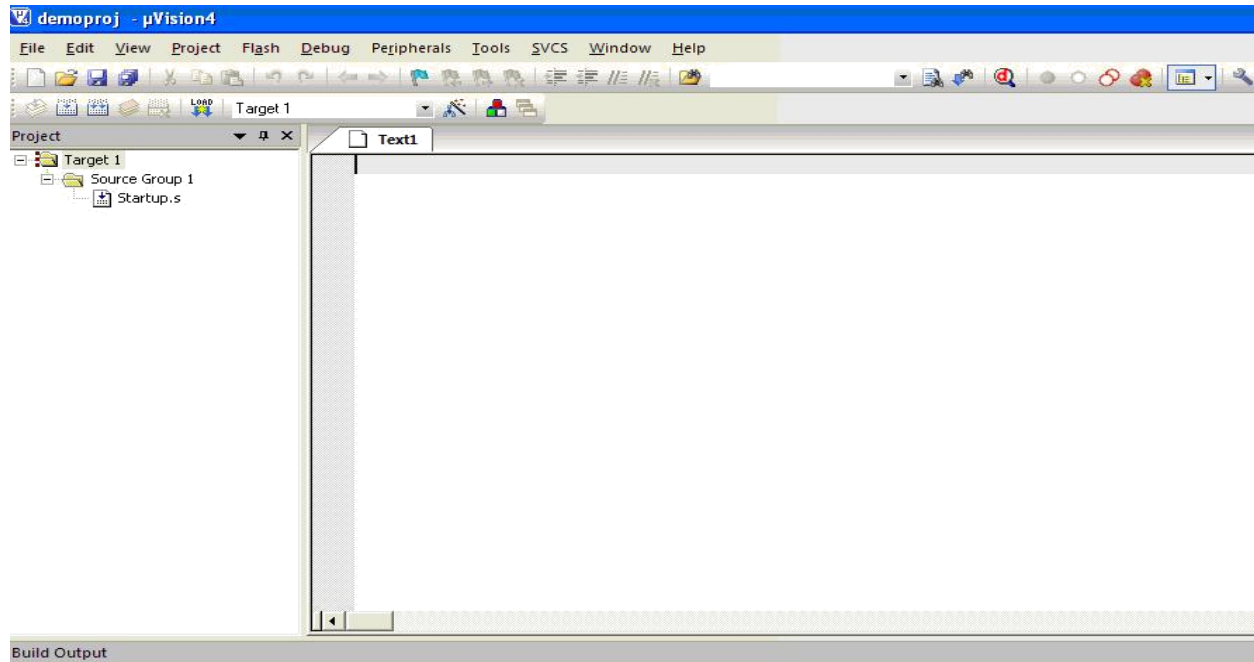 demoproj - µVision4
File Edit View Project Flash Debug Peripherals Tools SVCS Window Help
LOAD Target 1
Project
Text1
Target 1
Source Group 1
Startup.s
Build Output